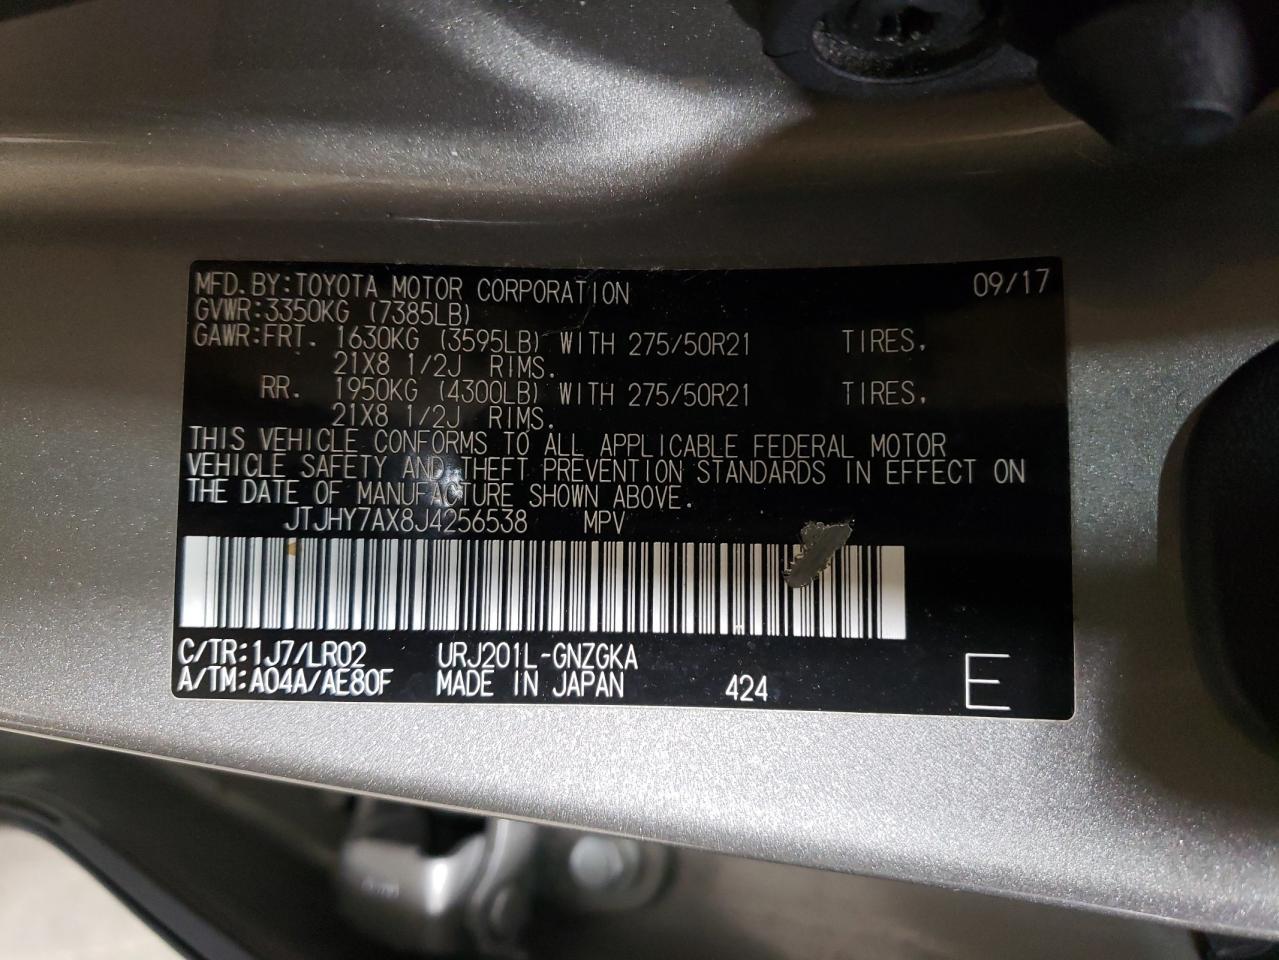 MFD.BY:TOYOTA MOTOR CORPORATION 09/17
GVWR:3350KG (7385LB)
GAWR:FRT. 1630KG (3595LB) WITH 275/50R21 TIRES,
21X8 1/2J RIMS.
RR. 1950KG (4300LB) WITH 275/50R21 TIRES,
21X8 1/2J RIMS.
THIS VEHICLE CONFORMS TO ALL APPLICABLE FEDERAL MOTOR
VEHICLE SAFETY AND THEFT PREVENTION STANDARDS IN EFFECT ON
THE DATE OF MANUFACTURE SHOWN ABOVE.
JTJHY7AX8J4256538 MPV
C/TR:1J7/LR02 URJ201L-GNZGKA
A/TM:A04A/AE80F MADE IN JAPAN 424 E